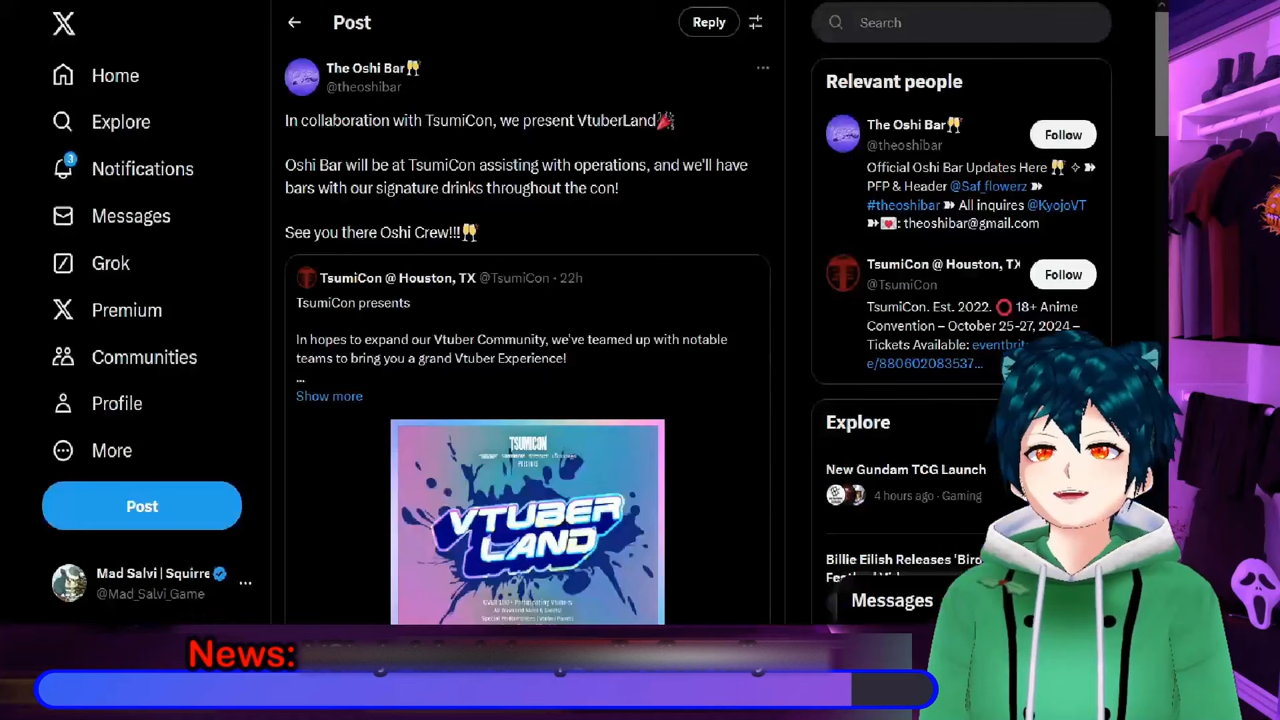 Home
Explore
3
Notifications
Messages
Grok
Premium
Communities
Profile
More
Post
Mad Salvi | Squirre
@Mad_Salvi_Game
Post
Reply
The Oshi Bar🥂
@theoshibar
In collaboration with TsumiCon, we present VtuberLand🎉
Oshi Bar will be at TsumiCon assisting with operations, and we'll have
bars with our signature drinks throughout the con!
See you there Oshi Crew!!!🥂
TsumiCon @ Houston, TX @TsumiCon · 22h
TsumiCon presents
In hopes to expand our Vtuber Community, we've teamed up with notable
teams to bring you a grand Vtuber Experience!
...
Show more
TSUMICON
PRESENTS
VTUBER
LAND
Search
Relevant people
The Oshi Bar🥂
@theoshibar
Follow
Official Oshi Bar Updates Here 🥂 ✧ ➽
PFP & Header @Saf_flowerz ➽
#theoshibar ➽ All inquires @KyojoVT
➽💌: theoshibar@gmail.com
TsumiCon @ Houston, TX
@TsumiCon
Follow
TsumiCon. Est. 2022. ⭕ 18+ Anime
Convention – October 25-27, 2024 –
Tickets Available: eventbri
e/880602083537...
Explore
New Gundam TCG Launch
4 hours ago · Gaming
Billie Eilish Releases 'Bird
Messages
News: